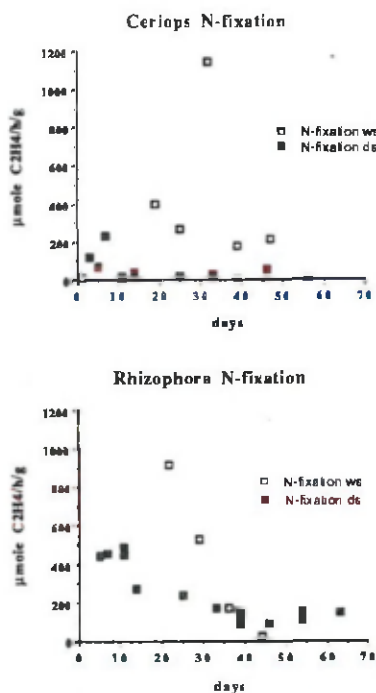 Ceriops N-fixation
1200
1000
800
600
400
200
0
µmole C2H4/h/g
N-fixation ws
N-fixation ds
0 10 20 30 40 50 60 70
days
Rhizophora N-fixation
1200
1000
800
600
400
200
0
µmole C2H4/h/g
N-fixation ws
N-fixation ds
0 10 20 30 40 50 60 70
days